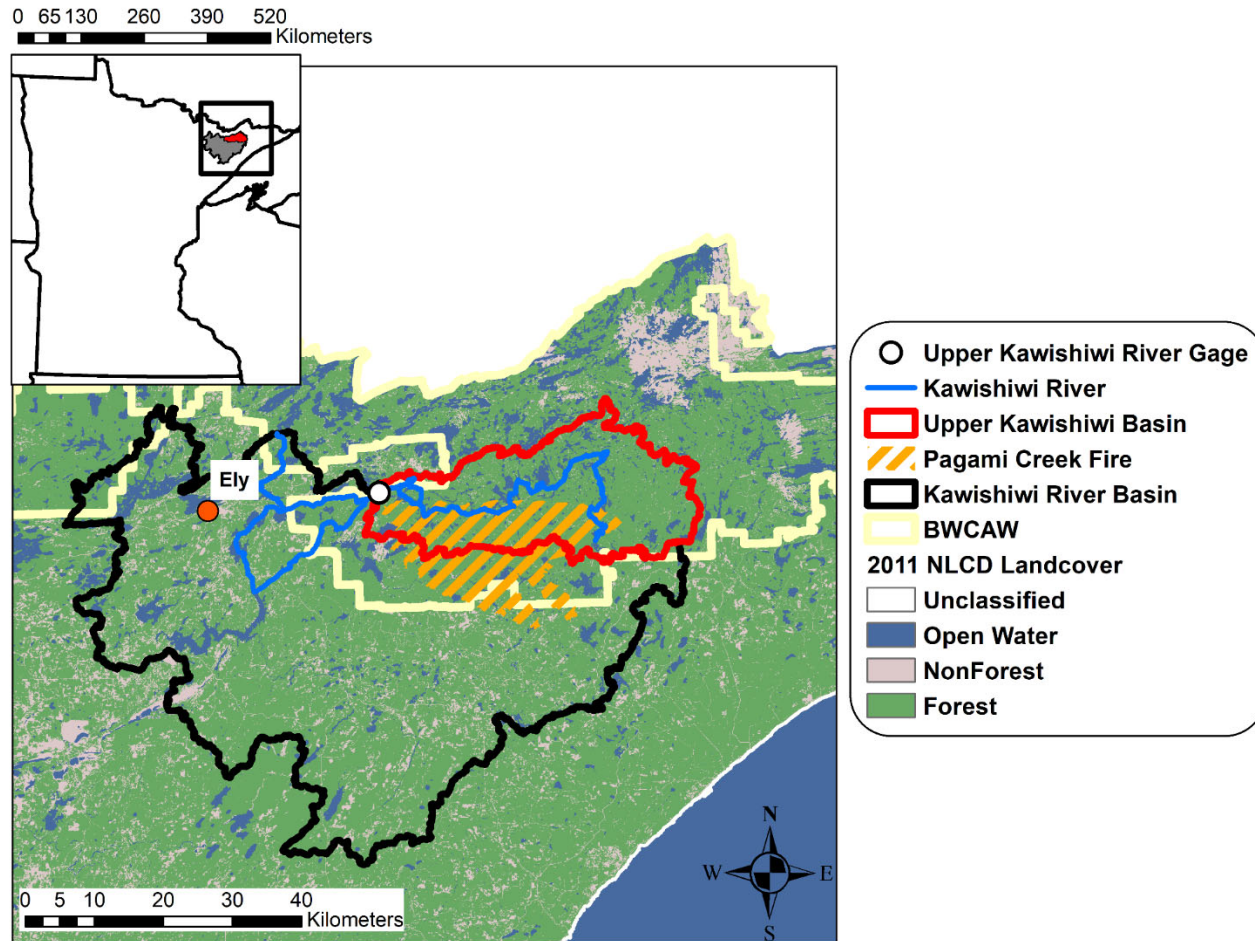 0 65 130 260 390 520
Kilometers
Ely
Upper Kawishiwi River Gage
Kawishiwi River
Upper Kawishiwi Basin
Pagami Creek Fire
Kawishiwi River Basin
BWCAW
2011 NLCD Landcover
Unclassified
Open Water
NonForest
Forest
N
W E
S
0 5 10 20 30 40
Kilometers